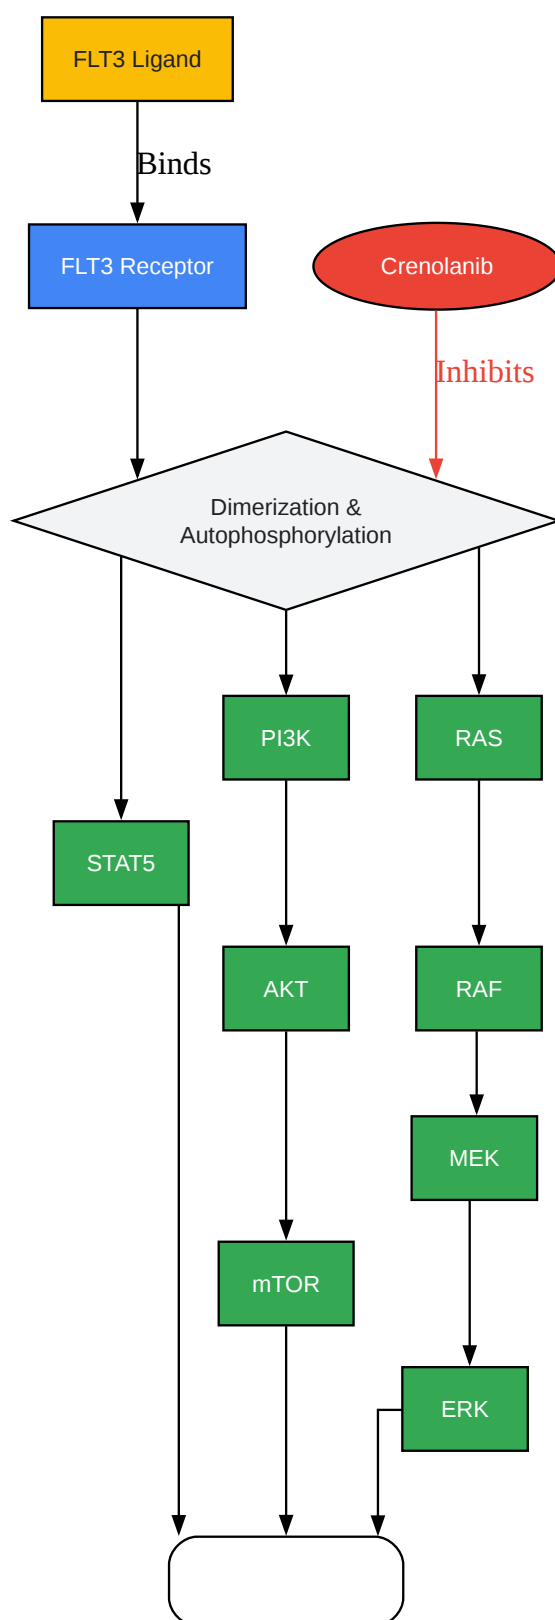 FLT3 Ligand
Binds
FLT3 Receptor
Crenolanib
Inhibits
Dimerization &
Autophosphorylation
PI3K
RAS
STAT5
AKT
RAF
MEK
mTOR
ERK